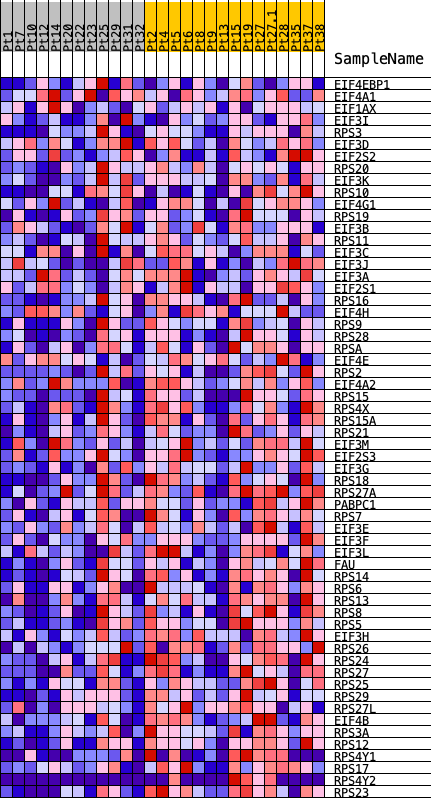 Pt1
Pt7
Pt10
Pt12
Pt14
Pt20
Pt22
Pt23
Pt25
Pt29
Pt31
Pt32
Pt2
Pt4
Pt5
Pt6
Pt8
Pt9
Pt13
Pt15
Pt19
Pt27
Pt27.1
Pt28
Pt35
Pt37
Pt38
SampleName
EIF4EBP1
EIF4A1
EIF1AX
EIF3I
RPS3
EIF3D
EIF2S2
RPS20
EIF3K
RPS10
EIF4G1
RPS19
EIF3B
RPS11
EIF3C
EIF3J
EIF3A
EIF2S1
RPS16
EIF4H
RPS9
RPS28
RPSA
EIF4E
RPS2
EIF4A2
RPS15
RPS4X
RPS15A
RPS21
EIF3M
EIF2S3
EIF3G
RPS18
RPS27A
PABPC1
RPS7
EIF3E
EIF3F
EIF3L
FAU
RPS14
RPS6
RPS13
RPS8
RPS5
EIF3H
RPS26
RPS24
RPS27
RPS25
RPS29
RPS27L
EIF4B
RPS3A
RPS12
RPS4Y1
RPS17
RPS4Y2
RPS23